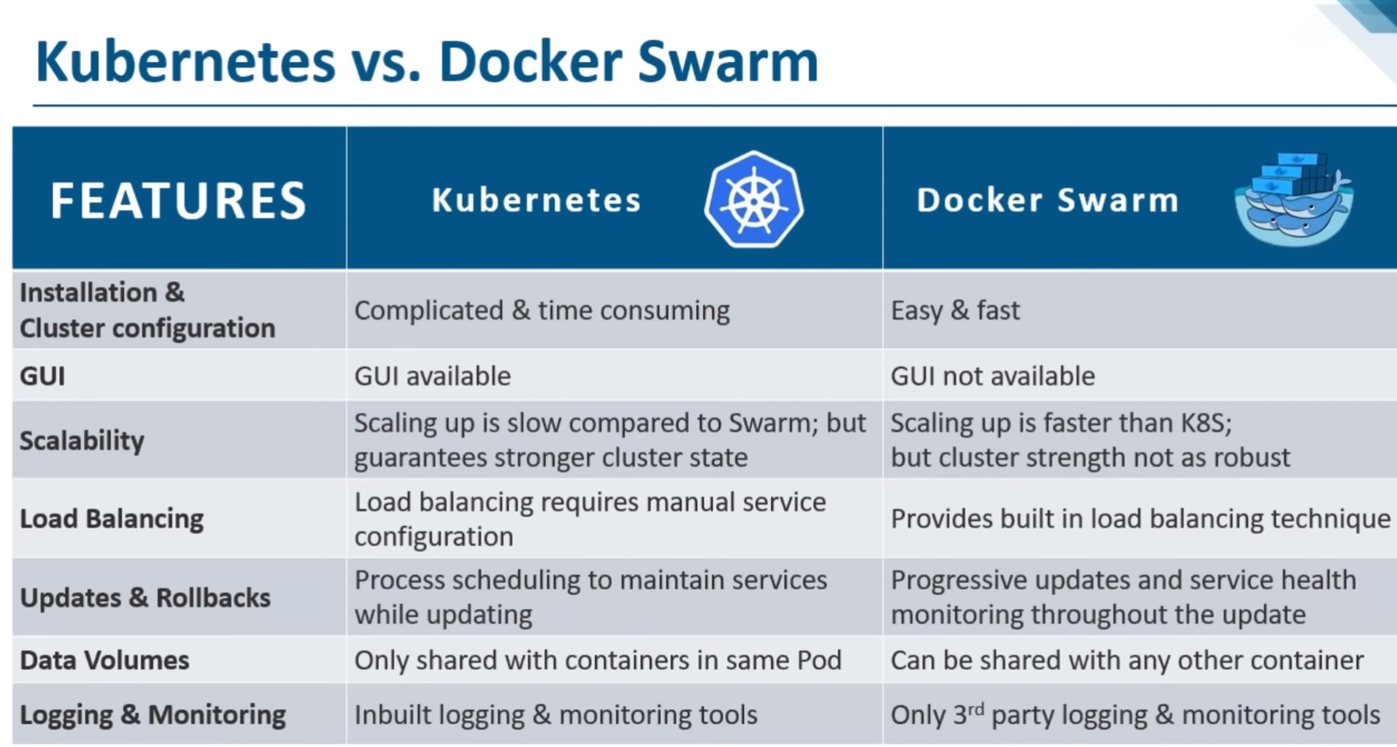 Kubernetes vs. Docker Swarm
FEATURES
Kubernetes
Docker Swarm
Installation &
Cluster configuration
Complicated & time consuming
Easy & fast
GUI
GUI available
GUI not available
Scalability
Scaling up is slow compared to Swarm; but
guarantees stronger cluster state
Scaling up is faster than K8S;
but cluster strength not as robust
Load Balancing
Load balancing requires manual service
configuration
Provides built in load balancing technique
Updates & Rollbacks
Process scheduling to maintain services
while updating
Progressive updates and service health
monitoring throughout the update
Data Volumes
Only shared with containers in same Pod
Can be shared with any other container
Logging & Monitoring
Inbuilt logging & monitoring tools
Only 3rd party logging & monitoring tools